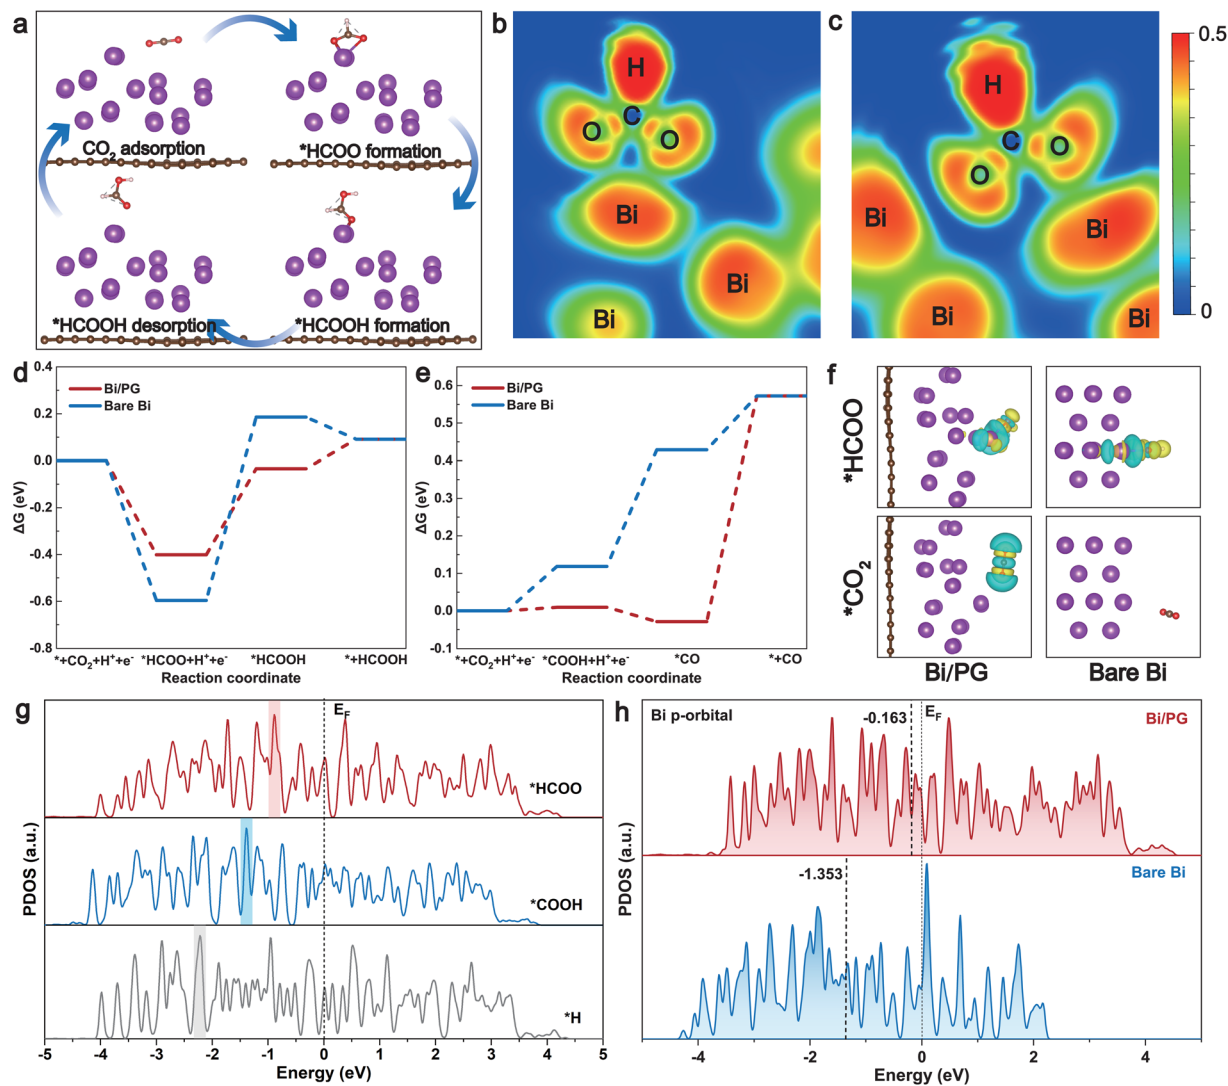 a
CO₂ adsorption
*HCOO formation
*HCOOH desorption
*HCOOH formation
b
H
C
O
O
Bi
Bi
Bi
c
H
C
O
O
Bi
Bi
Bi
Bi
0.5
0
d
Bi/PG
Bare Bi
0.4
0.2
0.0
-0.2
-0.4
-0.6
-0.8
ΔG (eV)
*+CO₂+H⁺+e⁻
*HCOO+H⁺+e⁻
*HCOOH
*+HCOOH
Reaction coordinate
e
Bi/PG
Bare Bi
0.6
0.5
0.4
0.3
0.2
0.1
0.0
-0.1
ΔG (eV)
*+CO₂+H⁺+e⁻
*COOH+H⁺+e⁻
*CO
*+CO
Reaction coordinate
f
*HCOO
*CO₂
Bi/PG
Bare Bi
g
E_F
*HCOO
*COOH
*H
PDOS (a.u.)
-5
-4
-3
-2
-1
0
1
2
3
4
5
Energy (eV)
h
Bi p-orbital
-0.163
E_F
Bi/PG
-1.353
Bare Bi
PDOS (a.u.)
-4
-2
0
2
4
Energy (eV)